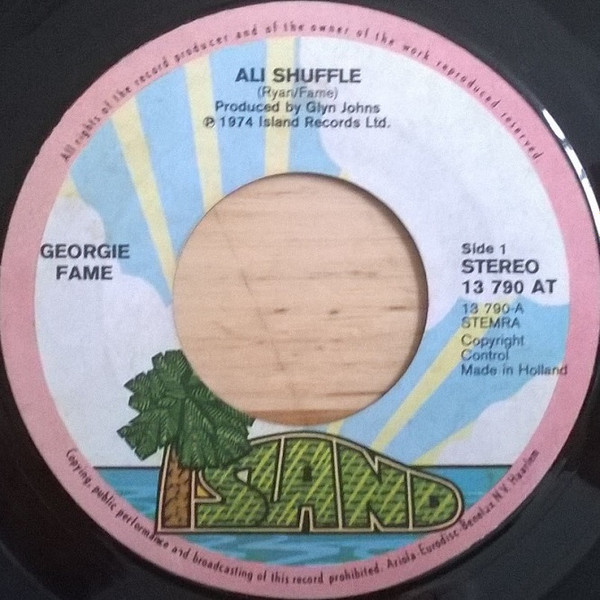 All rights of the record producer and of the owner of the work reproduced reserved
ALI SHUFFLE
(Ryan/Fame)
Produced by Glyn Johns
℗ 1974 Island Records Ltd.
GEORGIE
FAME
Side 1
STEREO
13 790 AT
13 790-A
STEMRA
Copyright
Control
Made in Holland
ISLAND
Copying, public performance and broadcasting of this record prohibited. Ariola-Eurodisc-Benelux N.V. Haarlem